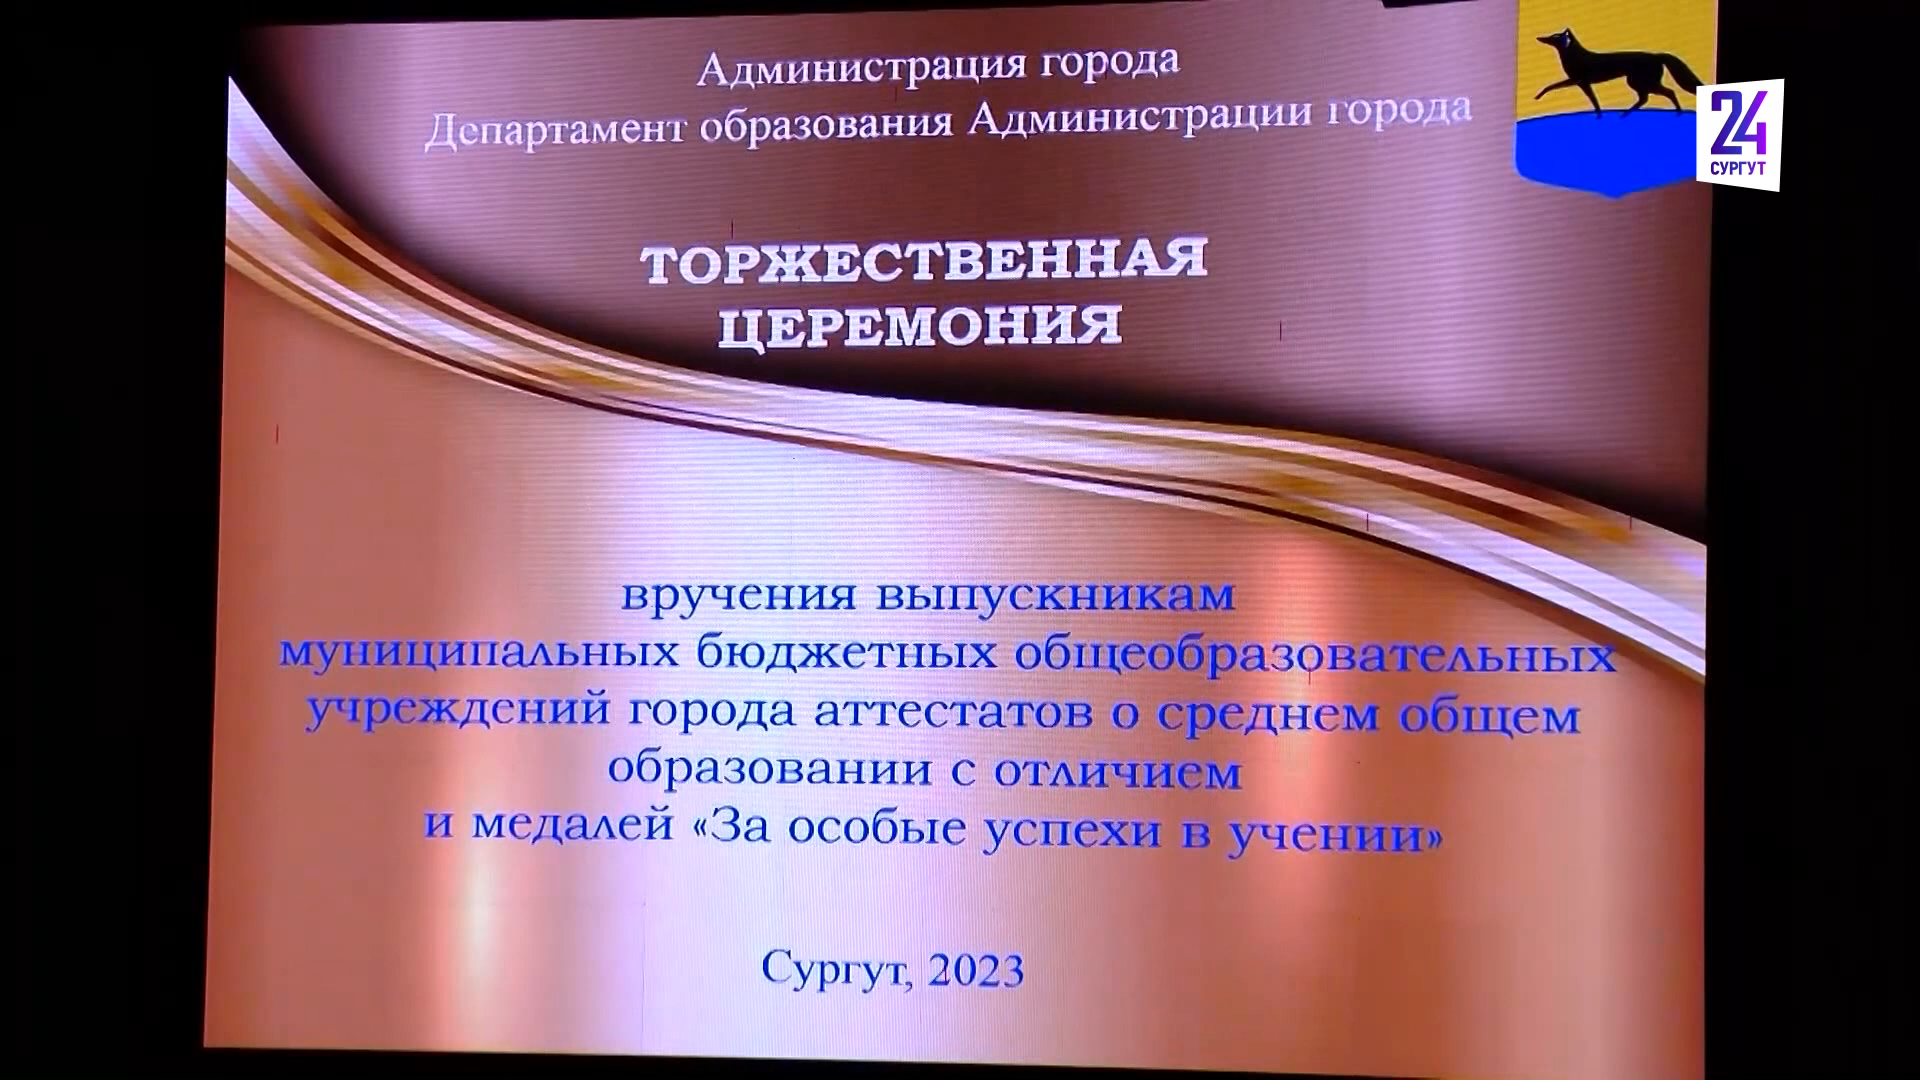 Администрация города
Департамент образования Администрации города
24
СУРГУТ
ТОРЖЕСТВЕННАЯ
ЦЕРЕМОНИЯ
вручения выпускникам
муниципальных бюджетных общеобразовательных
учреждений города аттестатов о среднем общем
образовании с отличием
и медалей «За особые успехи в учении»
Сургут, 2023